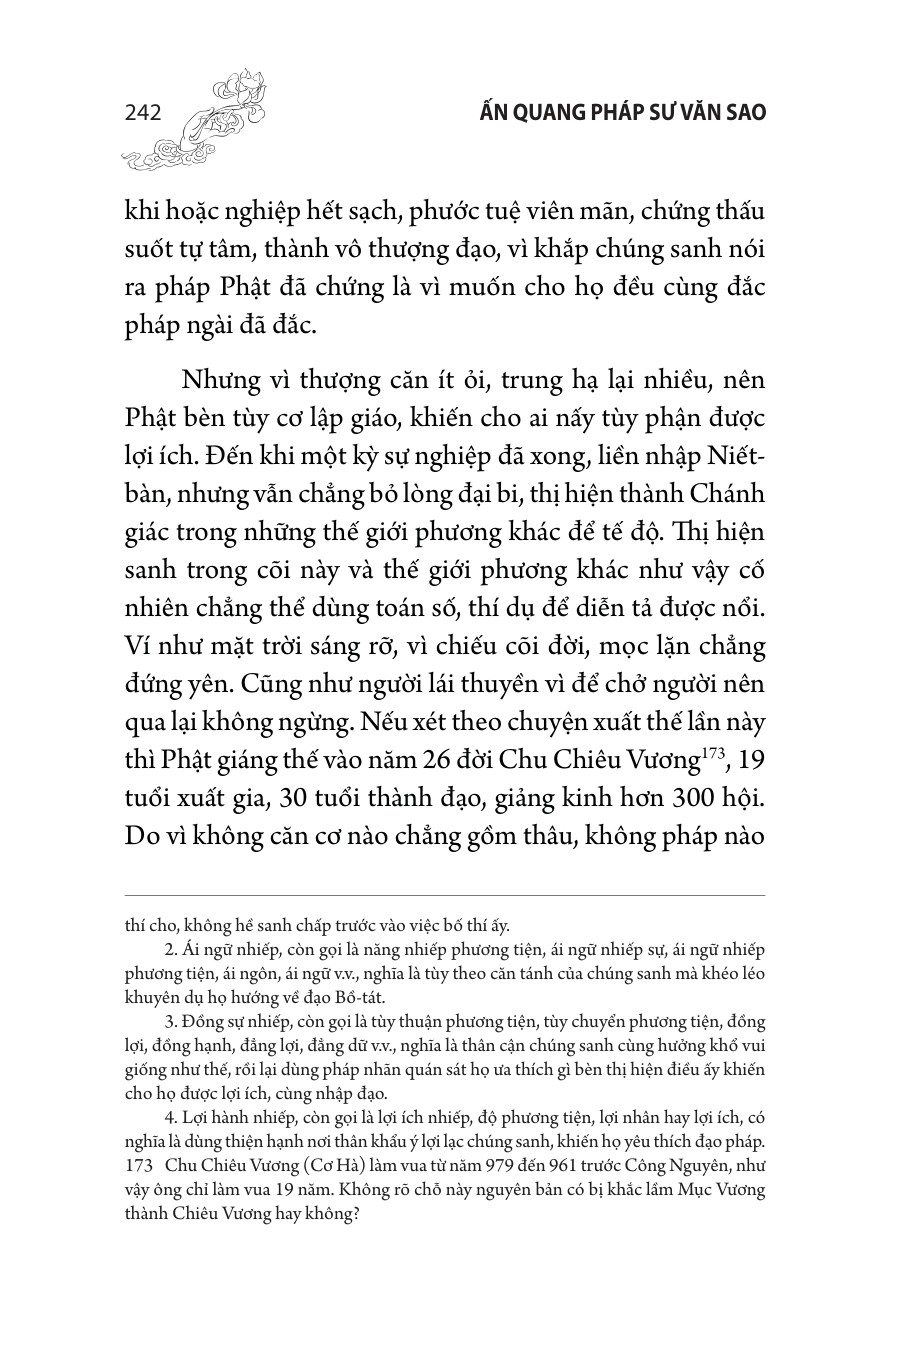 242
ẤN QUANG PHÁP SƯ VĂN SAO
khi hoặc nghiệp hết sạch, phước tuệ viên mãn, chứng thấu
suốt tự tâm, thành vô thượng đạo, vì khắp chúng sanh nói
ra pháp Phật đã chứng là vì muốn cho họ đều cùng đắc
pháp ngài đã đắc.
Nhưng vì thượng căn ít ỏi, trung hạ lại nhiều, nên
Phật bèn tùy cơ lập giáo, khiến cho ai nấy tùy phận được
lợi ích. Đến khi một kỳ sự nghiệp đã xong, liền nhập Niết-
bàn, nhưng vẫn chẳng bỏ lòng đại bi, thị hiện thành Chánh
giác trong những thế giới phương khác để tế độ. Thị hiện
sanh trong cõi này và thế giới phương khác như vậy cố
nhiên chẳng thể dùng toán số, thí dụ để diễn tả được nổi.
Ví như mặt trời sáng rỡ, vì chiếu cõi đời, mọc lặn chẳng
đứng yên. Cũng như người lái thuyền vì để chở người nên
qua lại không ngừng. Nếu xét theo chuyện xuất thế lần này
thì Phật giáng thế vào năm 26 đời Chu Chiêu Vương173, 19
tuổi xuất gia, 30 tuổi thành đạo, giảng kinh hơn 300 hội.
Do vì không căn cơ nào chẳng gồm thâu, không pháp nào
thí cho, không hề sanh chấp trước vào việc bố thí ấy.
2. Ái ngữ nhiếp, còn gọi là năng nhiếp phương tiện, ái ngữ nhiếp sự, ái ngữ nhiếp
phương tiện, ái ngôn, ái ngữ v.v., nghĩa là tùy theo căn tánh của chúng sanh mà khéo léo
khuyên dụ họ hướng về đạo Bồ-tát.
3. Đồng sự nhiếp, còn gọi là tùy thuận phương tiện, tùy chuyển phương tiện, đồng
lợi, đồng hạnh, đẳng lợi, đẳng dữ v.v., nghĩa là thân cận chúng sanh cùng hưởng khổ vui
giống như thế, rồi lại dùng pháp nhãn quán sát họ ưa thích gì bèn thị hiện điều ấy khiến
cho họ được lợi ích, cùng nhập đạo.
4. Lợi hành nhiếp, còn gọi là lợi ích nhiếp, độ phương tiện, lợi nhân hay lợi ích, có
nghĩa là dùng thiện hạnh nơi thân khẩu ý lợi lạc chúng sanh, khiến họ yêu thích đạo pháp.
173 Chu Chiêu Vương (Cơ Hà) làm vua từ năm 979 đến 961 trước Công Nguyên, như
vậy ông chỉ làm vua 19 năm. Không rõ chỗ này nguyên bản có bị khắc lầm Mục Vương
thành Chiêu Vương hay không?